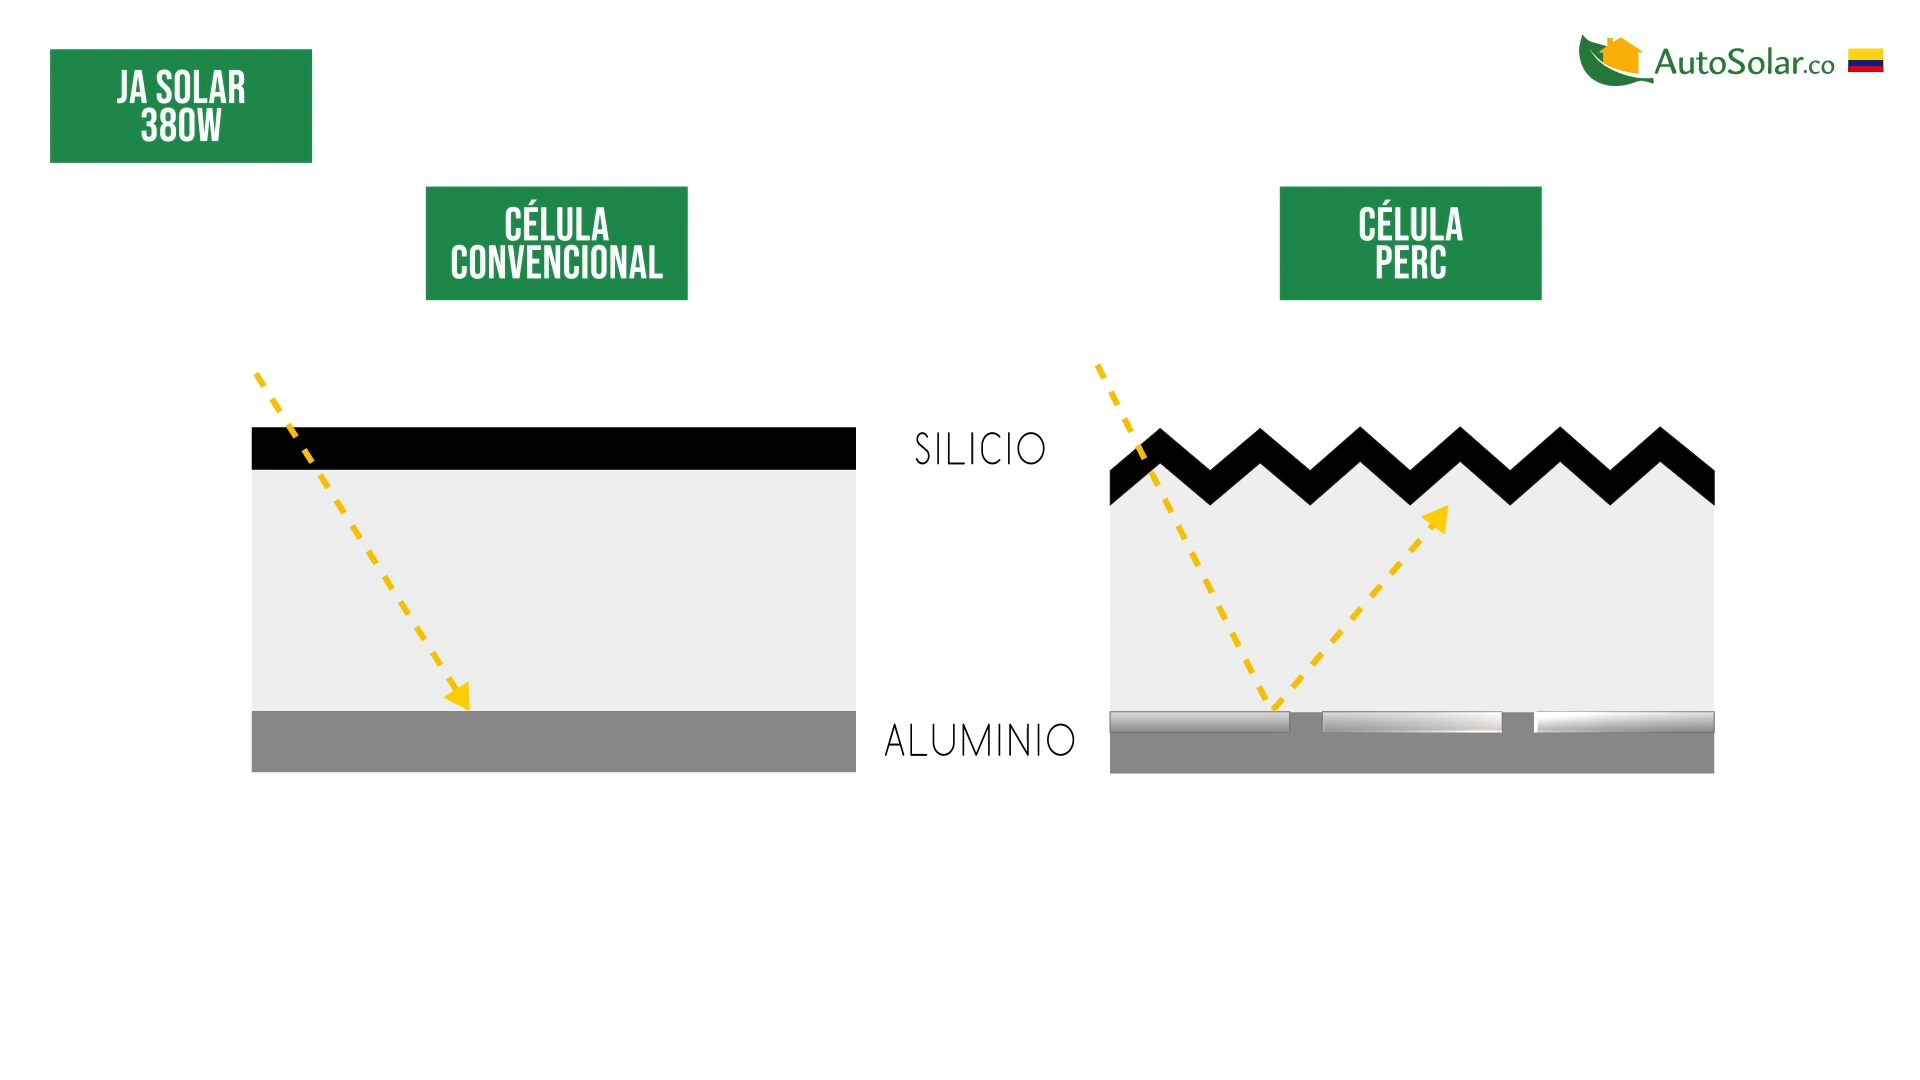 JA SOLAR
380W
AutoSolar.co
CÉLULA
CONVENCIONAL
CÉLULA
PERC
SILICIO
ALUMINIO